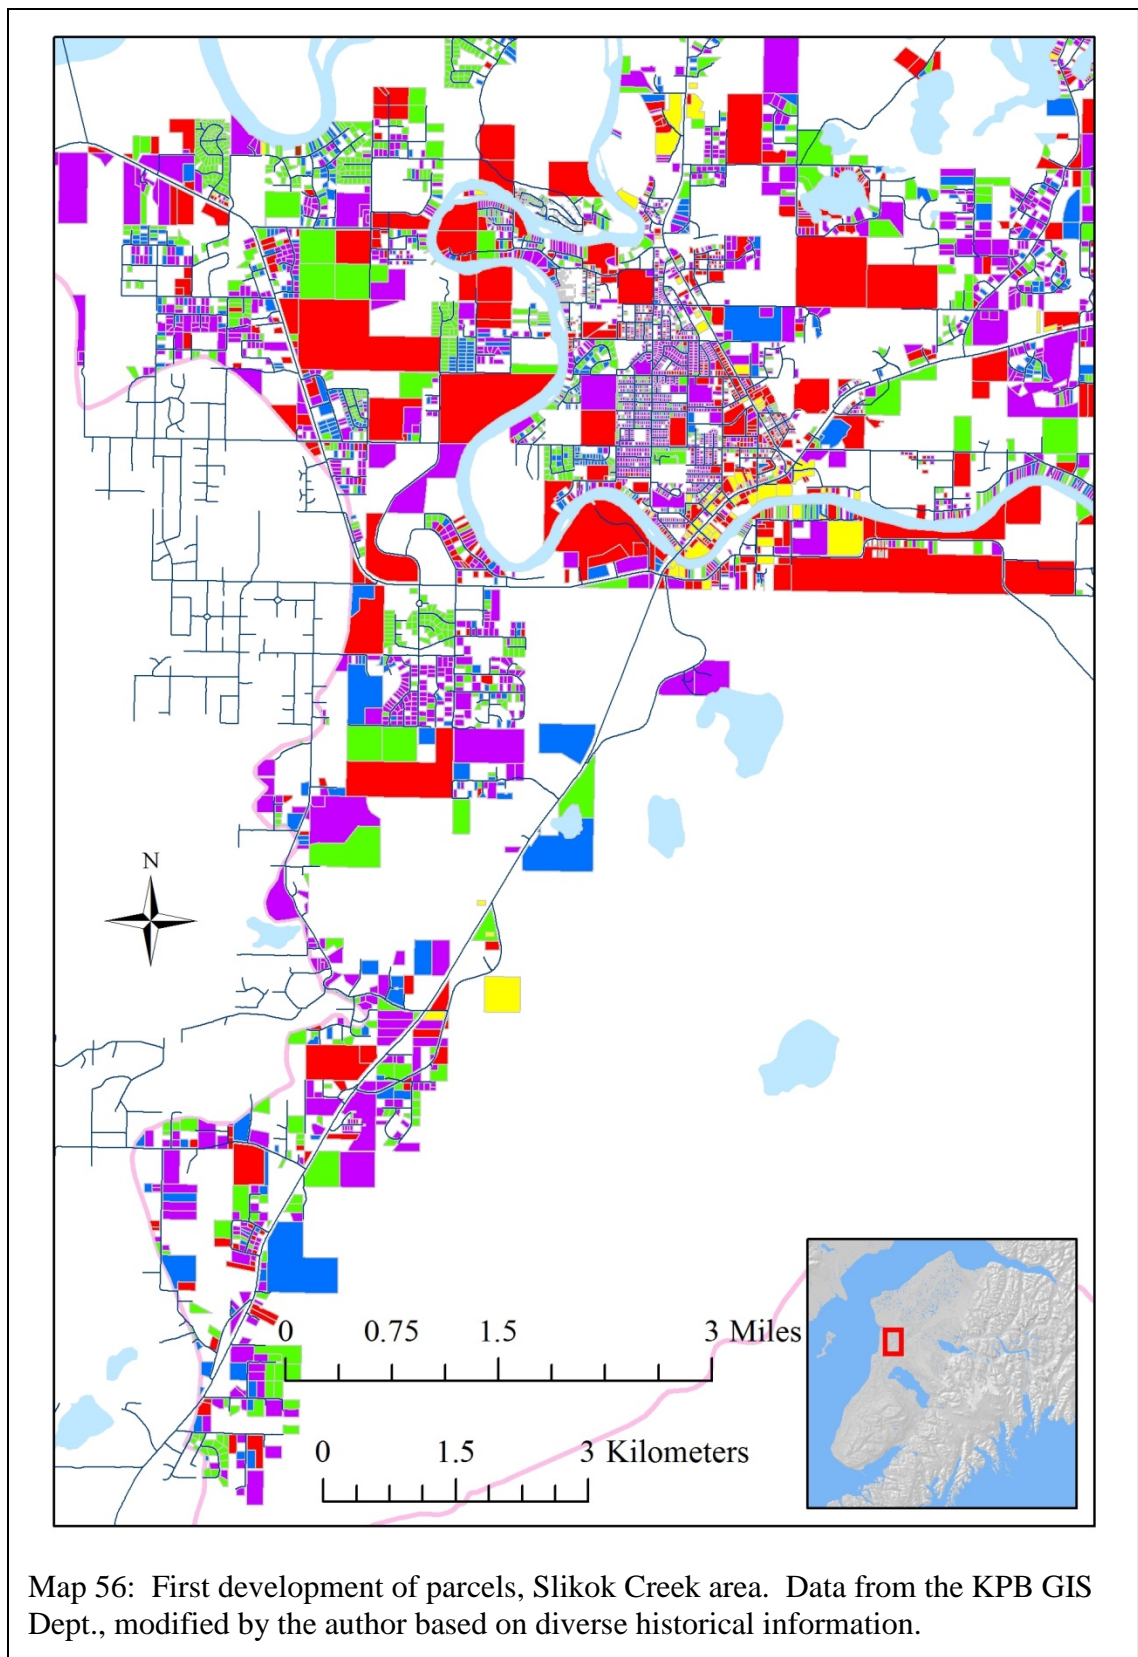 N
0 0.75 1.5 3 Miles
0 1.5 3 Kilometers
Map 56:  First development of parcels, Slikok Creek area.  Data from the KPB GIS
Dept., modified by the author based on diverse historical information.